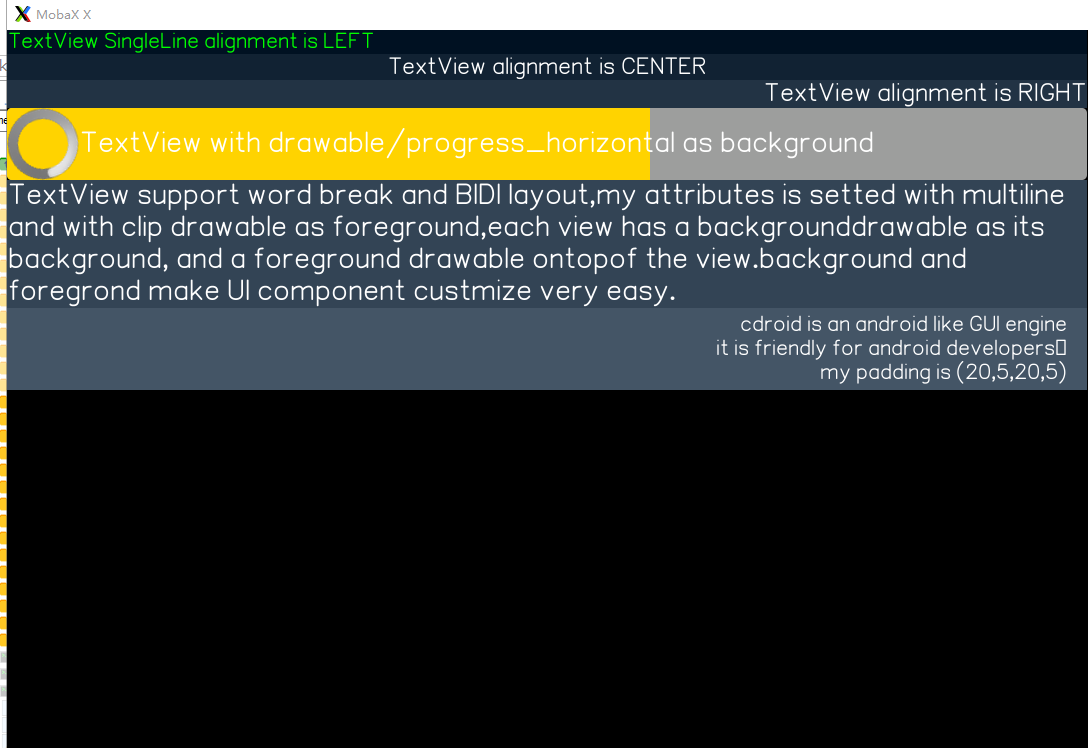 MobaX X
TextView SingleLine alignment is LEFT
TextView alignment is CENTER
TextView alignment is RIGHT
TextView with drawable/progress_horizontal as background
TextView support word break and BIDI layout,my attributes is setted with multiline
and with clip drawable as foreground,each view has a backgrounddrawable as its
background, and a foreground drawable ontopof the view.background and
foregrond make UI component custmize very easy.
cdroid is an android like GUI engine
it is friendly for android developers▯
my padding is (20,5,20,5)